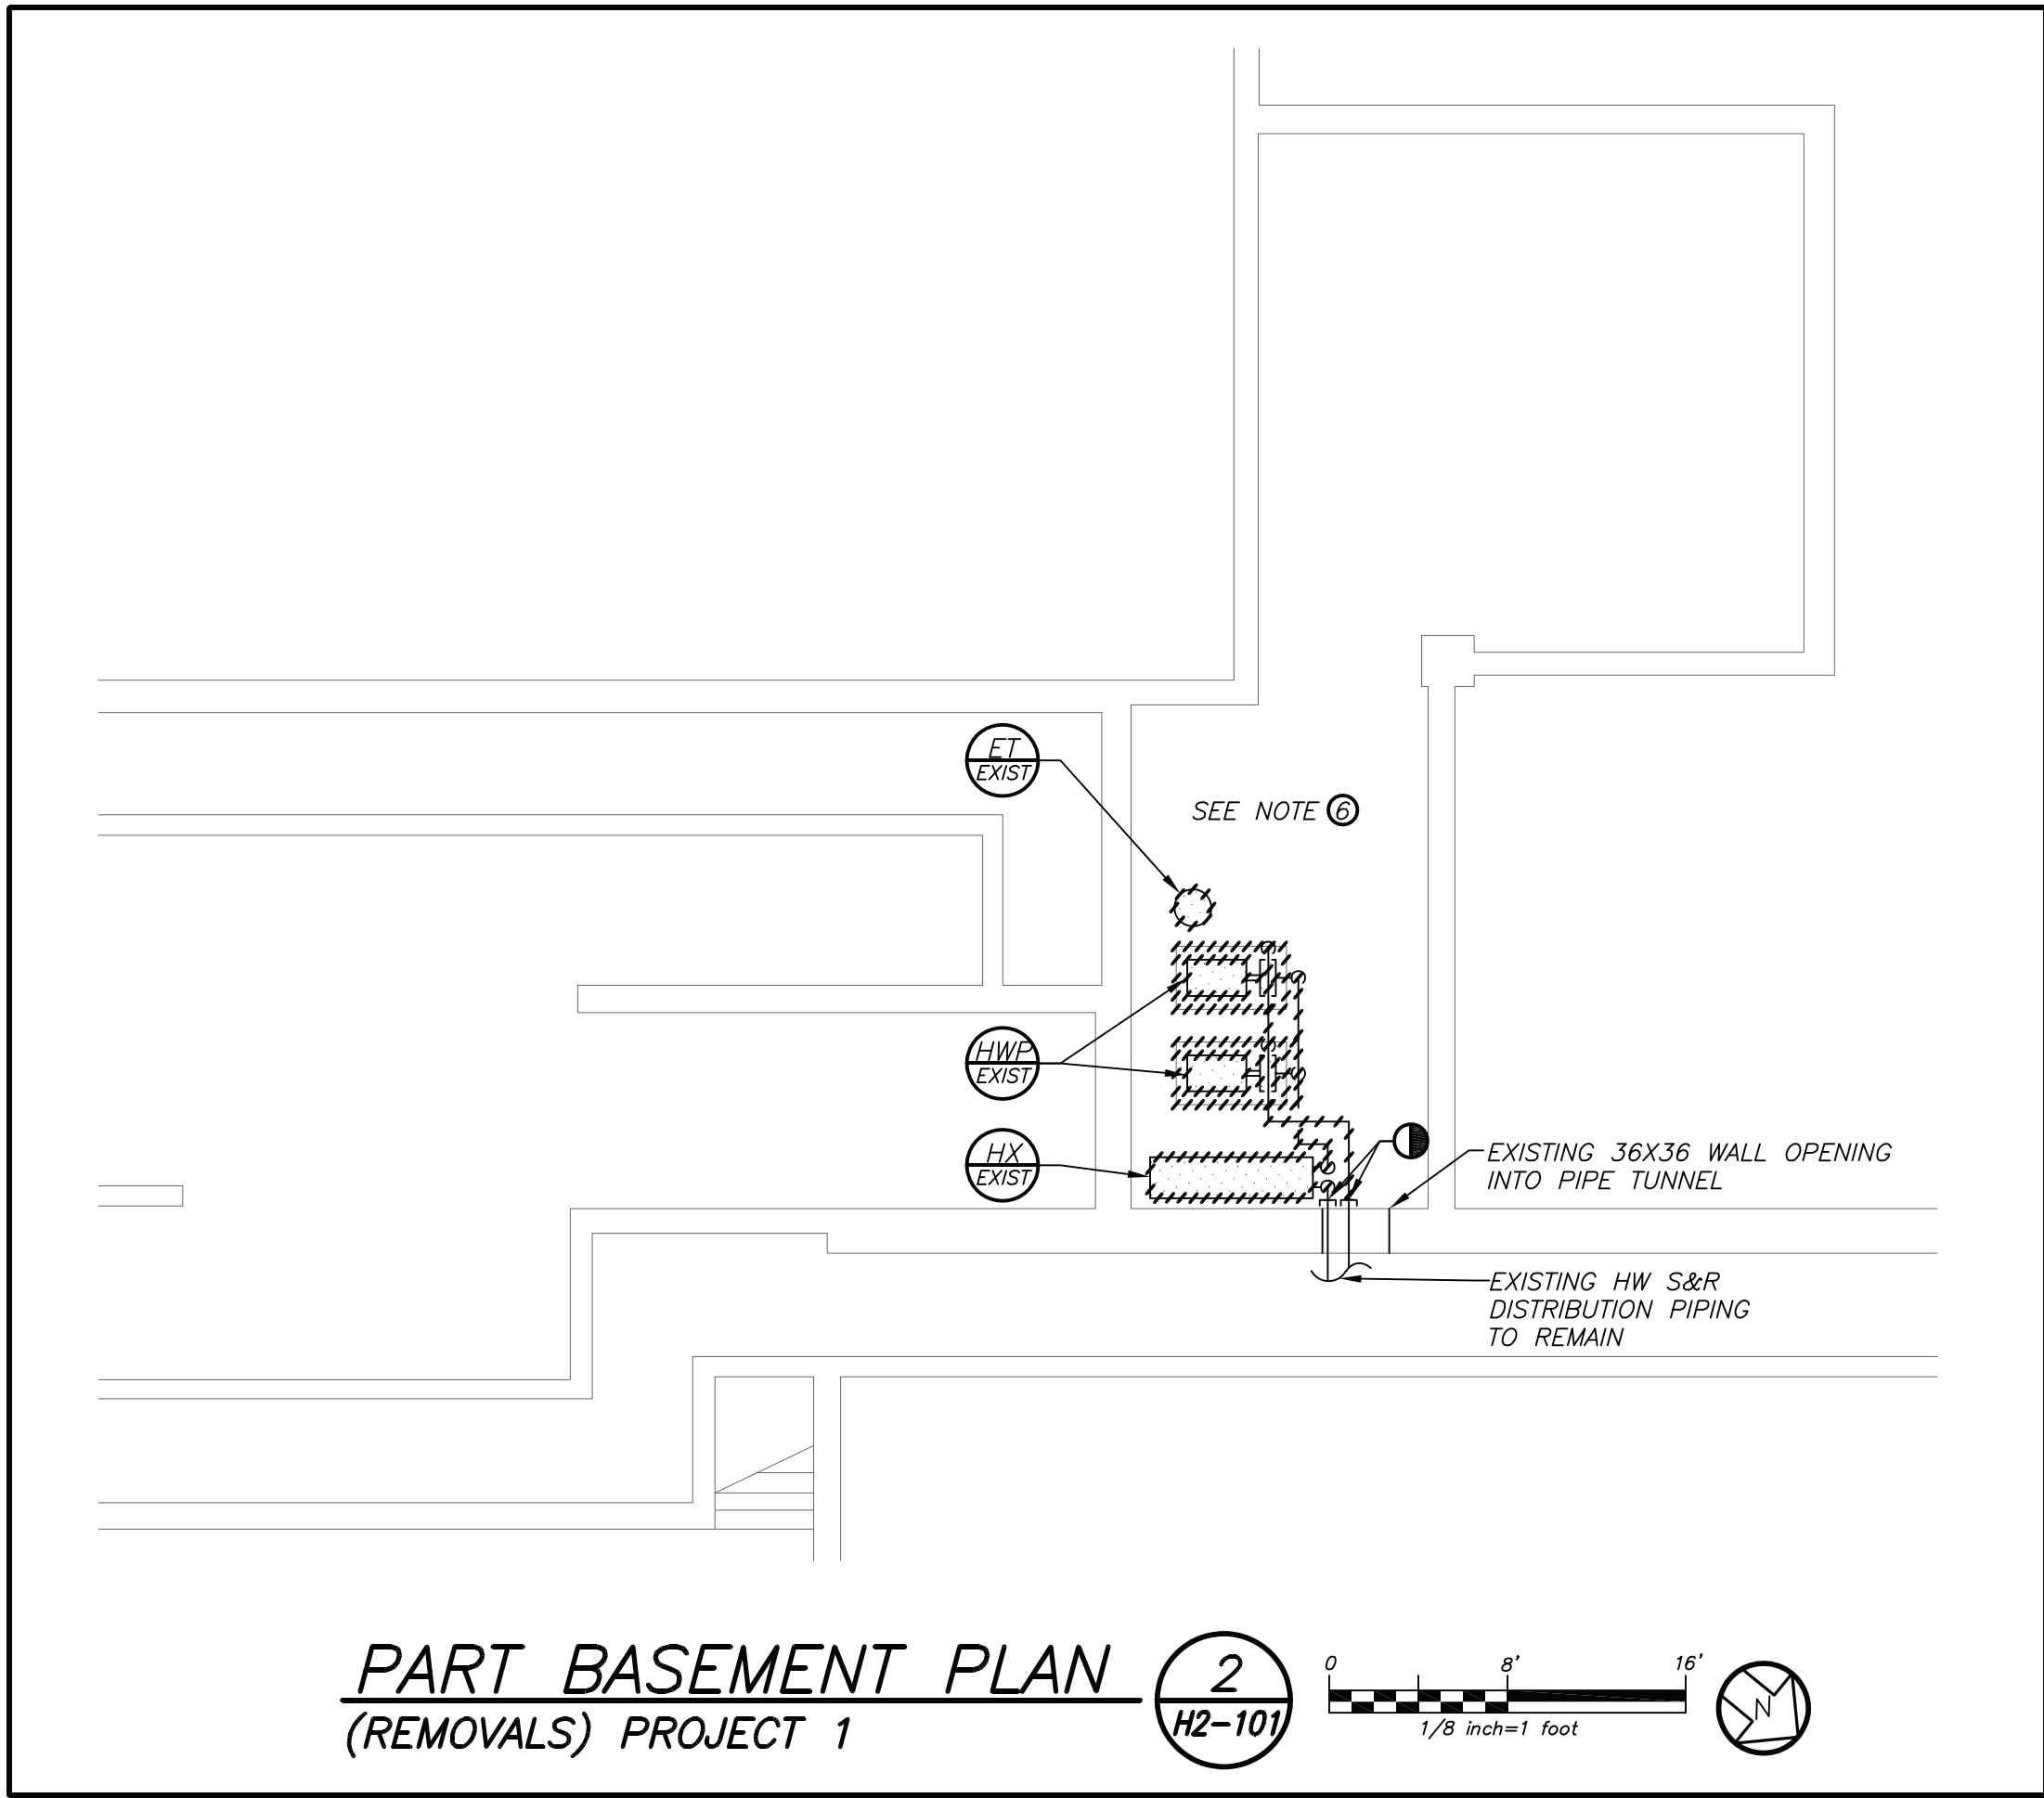 ET
EXIST
SEE NOTE 6
HWP
EXIST
HX
EXIST
EXISTING 36X36 WALL OPENING
INTO PIPE TUNNEL
EXISTING HW S&R
DISTRIBUTION PIPING
TO REMAIN
PART BASEMENT PLAN
(REMOVALS) PROJECT 1
2
H2-101
0 8' 16'
1/8 inch=1 foot
N